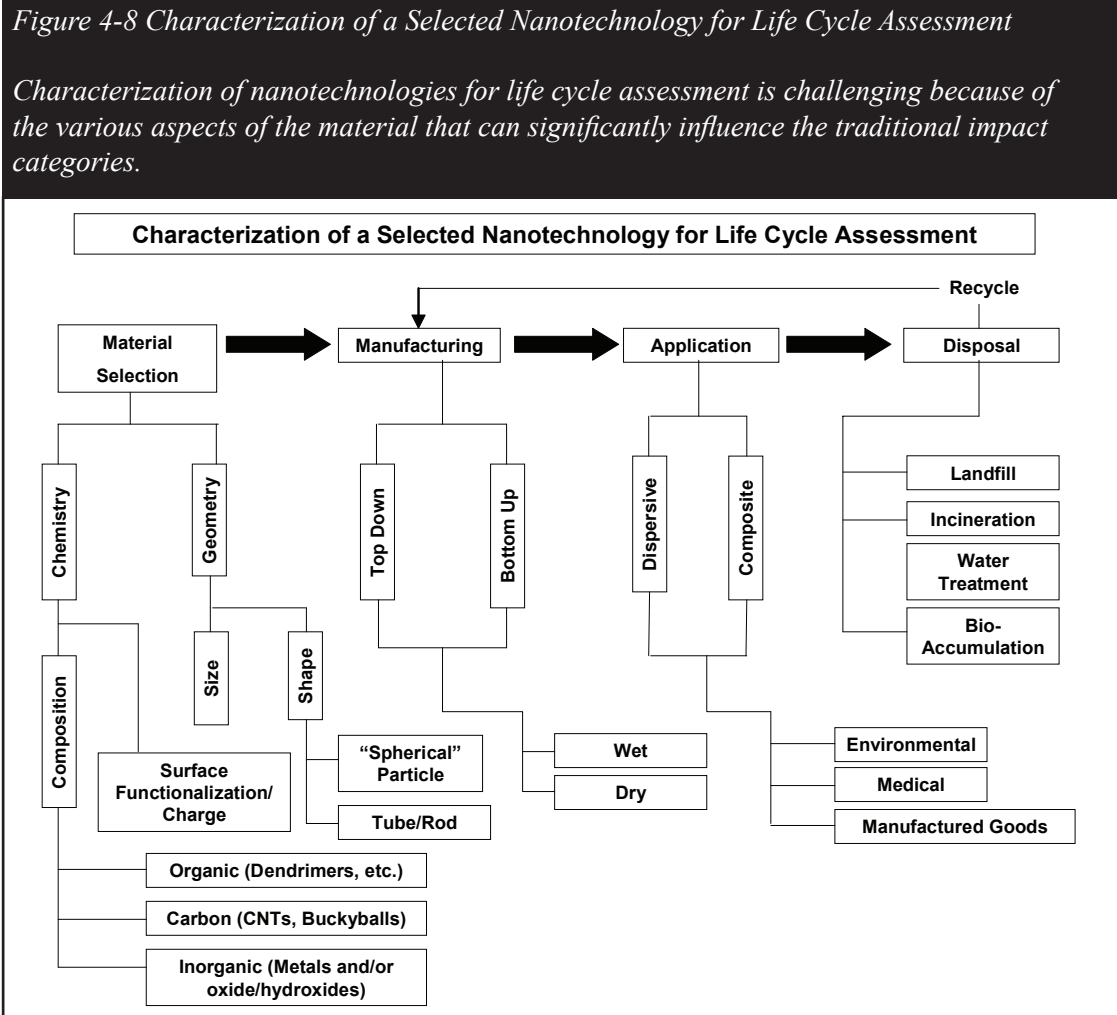 Figure 4-8 Characterization of a Selected Nanotechnology for Life Cycle Assessment
Characterization of nanotechnologies for life cycle assessment is challenging because of
the various aspects of the material that can significantly influence the traditional impact
categories.
Characterization of a Selected Nanotechnology for Life Cycle Assessment
Recycle
Material
Selection
Manufacturing
Application
Disposal
Chemistry
Geometry
Top Down
Bottom Up
Dispersive
Composite
Landfill
Incineration
Water
Treatment
Bio-
Accumulation
Composition
Size
Shape
Surface
Functionalization/
Charge
“Spherical”
Particle
Tube/Rod
Wet
Dry
Environmental
Medical
Manufactured Goods
Organic (Dendrimers, etc.)
Carbon (CNTs, Buckyballs)
Inorganic (Metals and/or
oxide/hydroxides)